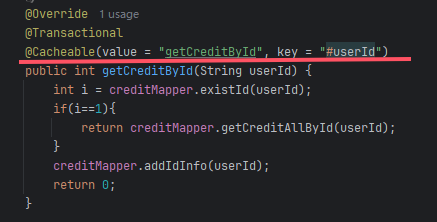 @Override 1 usage
@Transactional
@Cacheable(value = "getCreditById", key = "#userId")
public int getCreditById(String userId) {
    int i = creditMapper.existId(userId);
    if(i==1){
        return creditMapper.getCreditAllById(userId);
    }
    creditMapper.addIdInfo(userId);
    return 0;
}